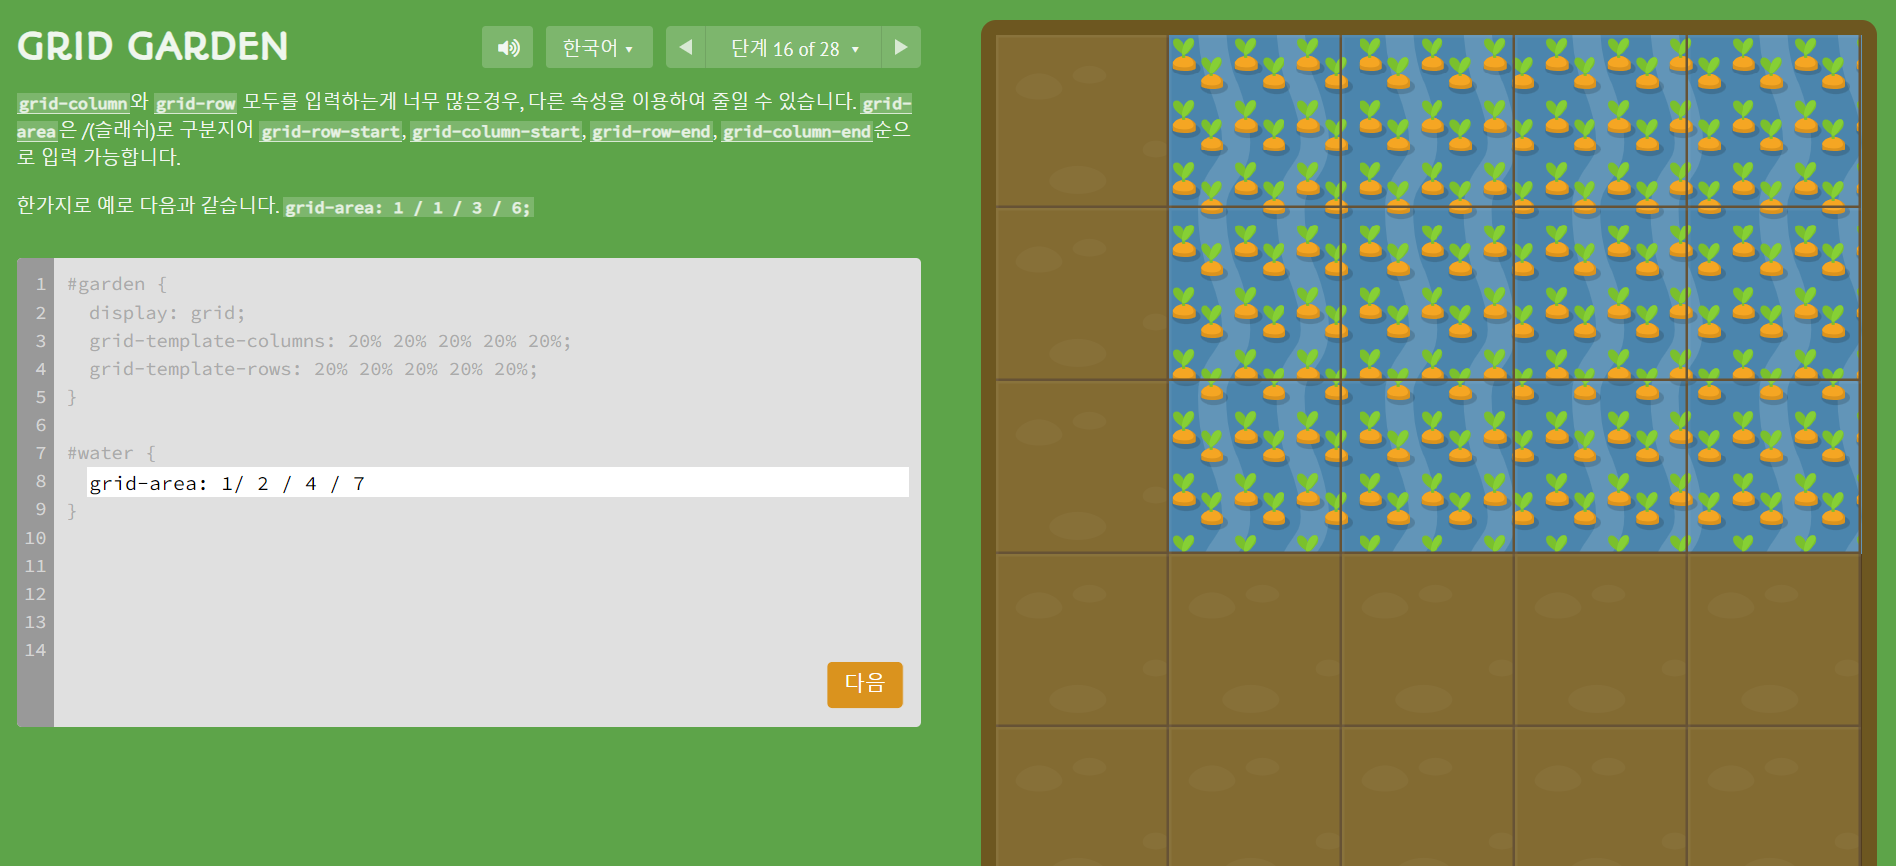 GRID GARDEN
한국어 ▾
단계 16 of 28 ▾
grid-column와 grid-row 모두를 입력하는게 너무 많은경우, 다른 속성을 이용하여 줄일 수 있습니다. grid-
area은 /(슬래쉬)로 구분지어 grid-row-start, grid-column-start, grid-row-end, grid-column-end순으
로 입력 가능합니다.
한가지로 예로 다음과 같습니다. grid-area: 1 / 1 / 3 / 6;
1 #garden {
2 display: grid;
3 grid-template-columns: 20% 20% 20% 20% 20%;
4 grid-template-rows: 20% 20% 20% 20% 20%;
5 }
6
7 #water {
8 grid-area: 1/ 2 / 4 / 7
9 }
10
11
12
13
14
다음